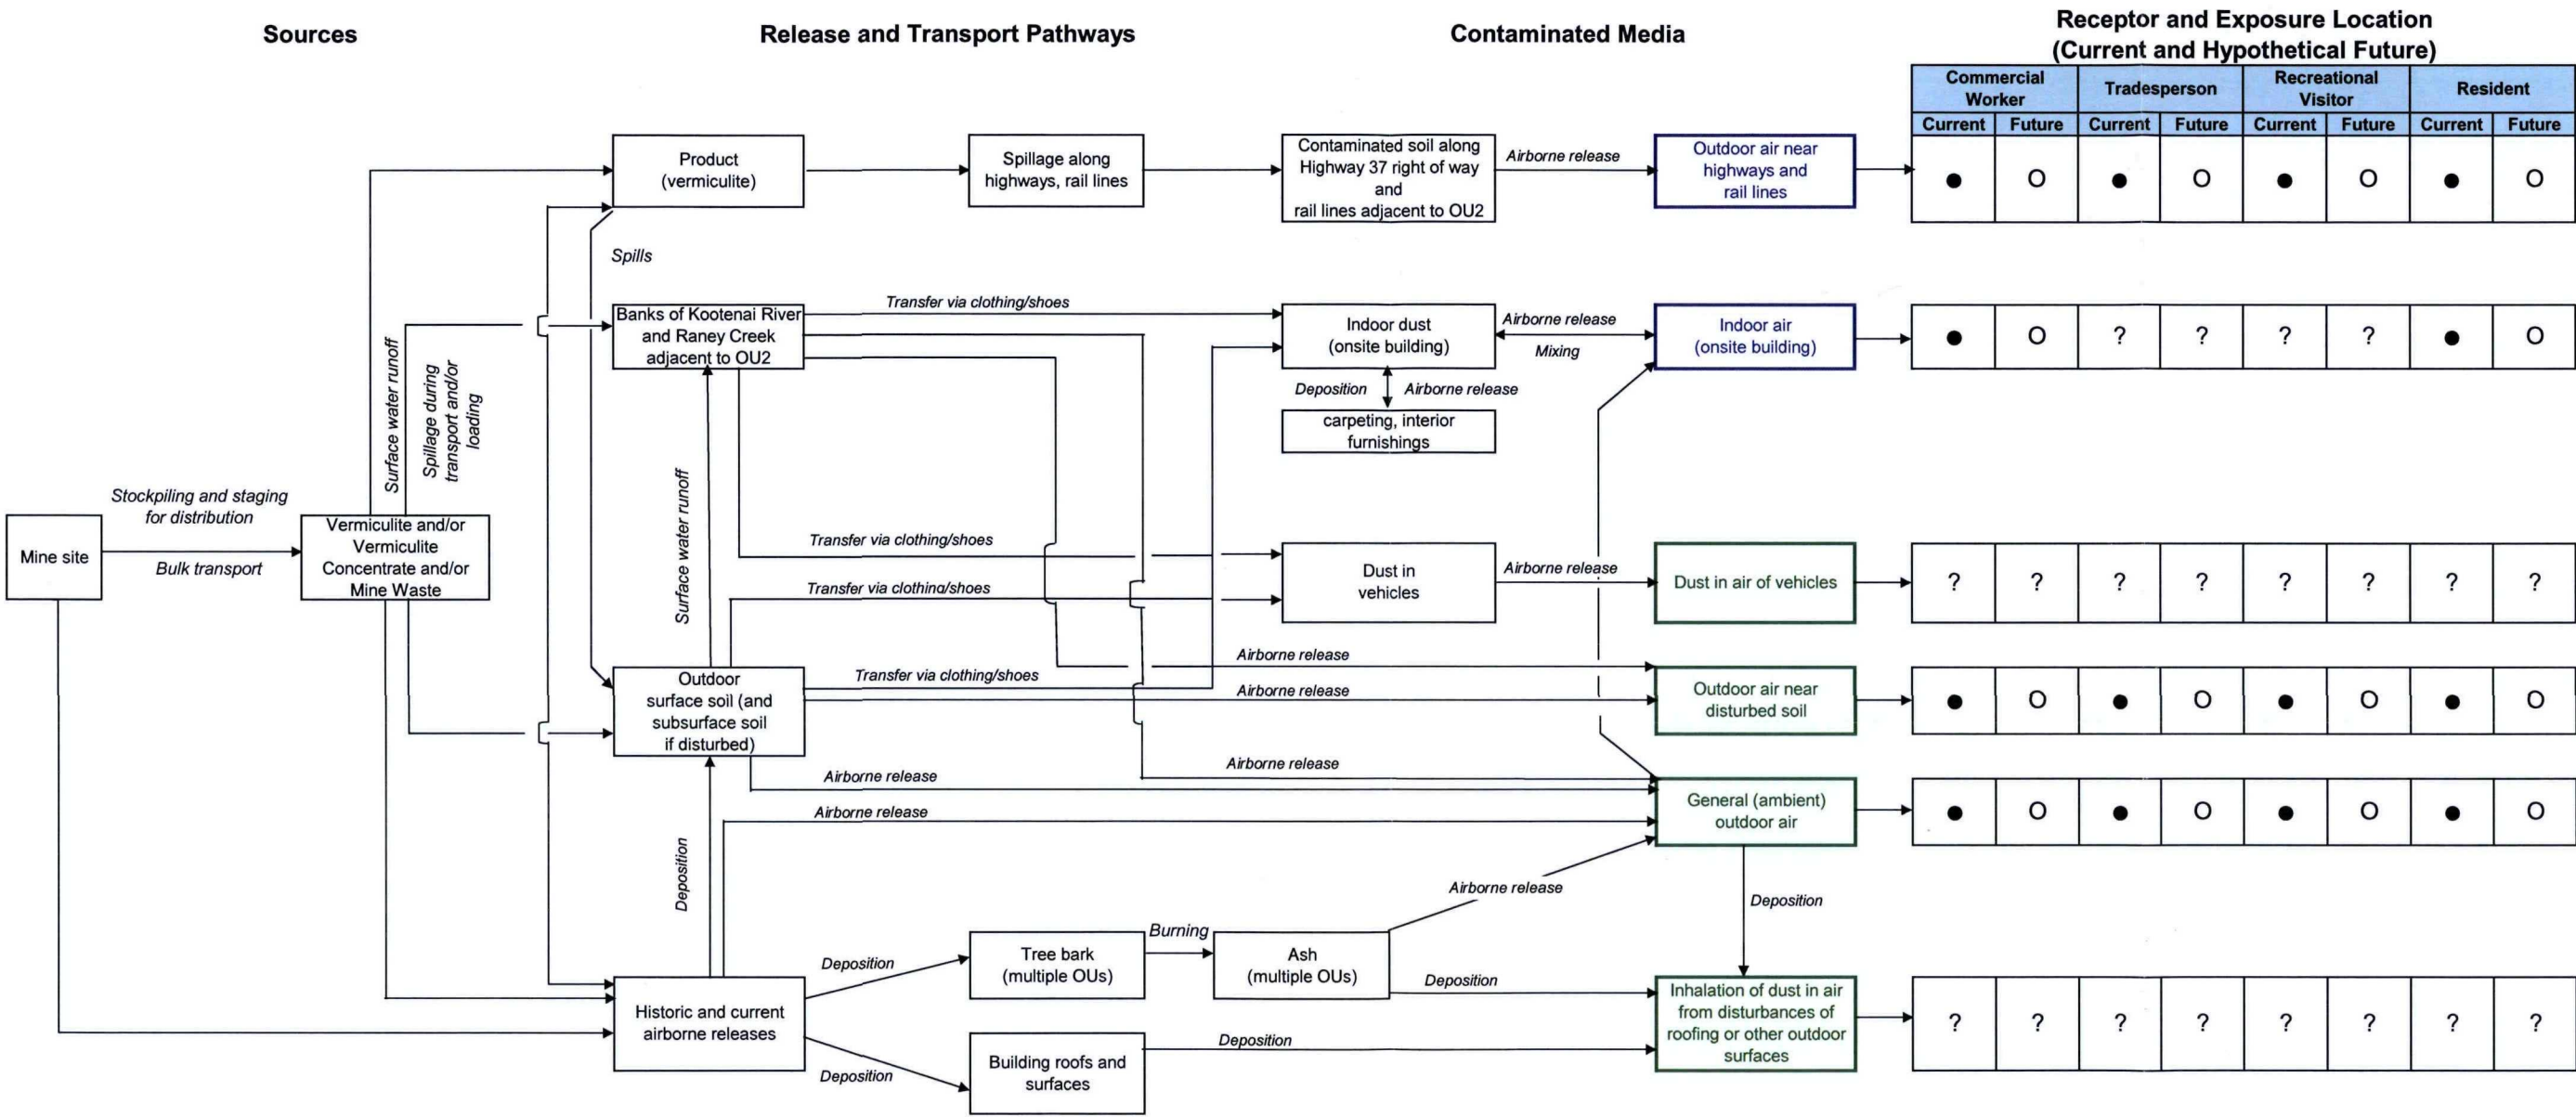 Sources
Release and Transport Pathways
Contaminated Media
Receptor and Exposure Location
(Current and Hypothetical Future)
Commercial
Worker
Tradesperson
Recreational
Visitor
Resident
Current
Future
Current
Future
Current
Future
Current
Future
Product
(vermiculite)
Spillage along
highways, rail lines
Contaminated soil along
Highway 37 right of way
and
rail lines adjacent to OU2
Airborne release
Outdoor air near
highways and
rail lines
● O ● O ● O ● O
Spills
Banks of Kootenai River
and Raney Creek
adjacent to OU2
Transfer via clothing/shoes
Indoor dust
(onsite building)
Airborne release
Mixing
Indoor air
(onsite building)
● O ? ? ? ? ● O
Deposition
Airborne release
carpeting, interior
furnishings
Surface water runoff
Spillage during
transport and/or
loading
Mine site
Stockpiling and staging
for distribution
Bulk transport
Vermiculite and/or
Vermiculite
Concentrate and/or
Mine Waste
Surface water runoff
Transfer via clothing/shoes
Transfer via clothing/shoes
Dust in
vehicles
Airborne release
Dust in air of vehicles
? ? ? ? ? ? ? ?
Outdoor
surface soil (and
subsurface soil
if disturbed)
Transfer via clothing/shoes
Airborne release
Airborne release
Outdoor air near
disturbed soil
● O ● O ● O ● O
Airborne release
Airborne release
Airborne release
General (ambient)
outdoor air
● O ● O ● O ● O
Deposition
Deposition
Historic and current
airborne releases
Deposition
Tree bark
(multiple OUs)
Burning
Ash
(multiple OUs)
Airborne release
Deposition
Deposition
Building roofs and
surfaces
Deposition
Inhalation of dust in air
from disturbances of
roofing or other outdoor
surfaces
? ? ? ? ? ? ? ?